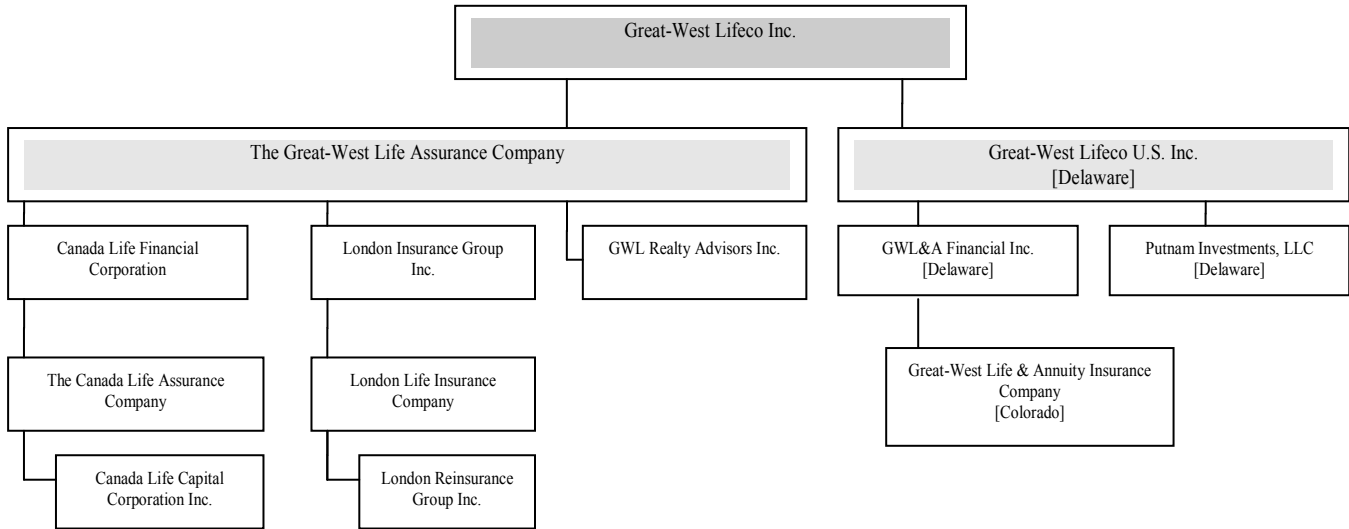 Great-West Lifeco Inc.
The Great-West Life Assurance Company
Great-West Lifeco U.S. Inc.
[Delaware]
Canada Life Financial
Corporation
London Insurance Group
Inc.
GWL Realty Advisors Inc.
GWL&A Financial Inc.
[Delaware]
Putnam Investments, LLC
[Delaware]
The Canada Life Assurance
Company
London Life Insurance
Company
Great-West Life & Annuity Insurance
Company
[Colorado]
Canada Life Capital
Corporation Inc.
London Reinsurance
Group Inc.